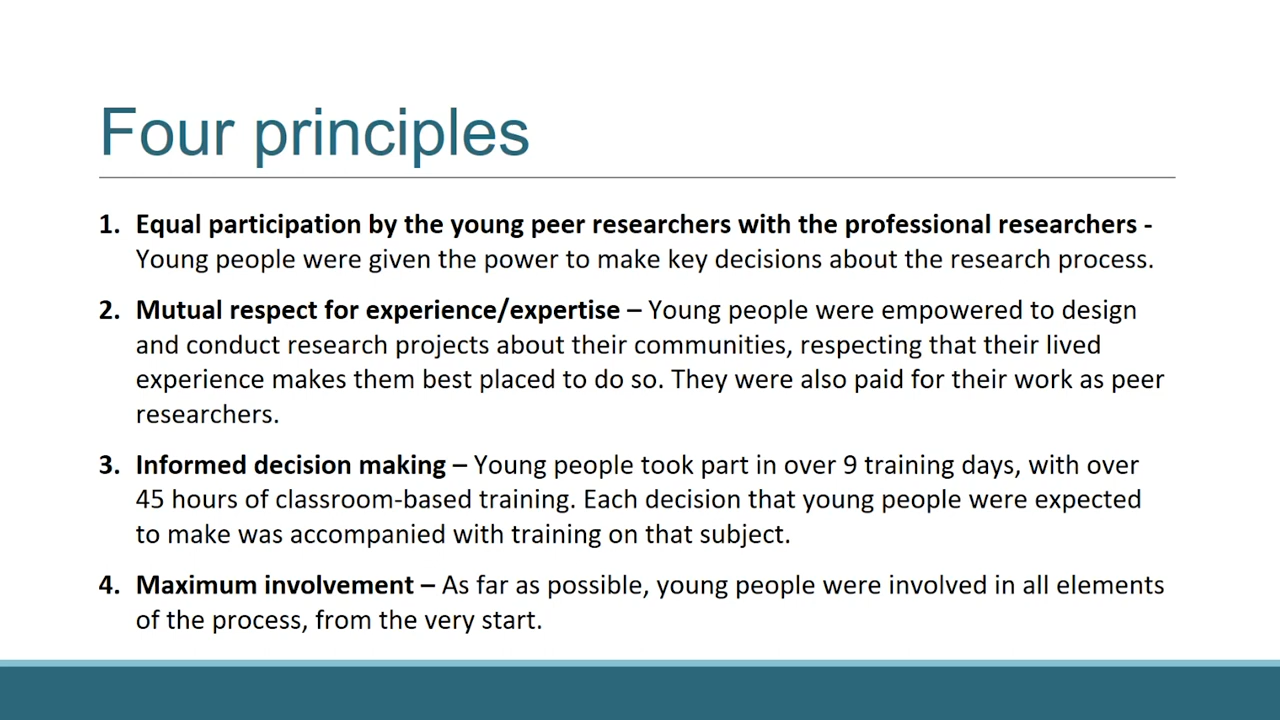 Four principles
1. Equal participation by the young peer researchers with the professional researchers -
Young people were given the power to make key decisions about the research process.
2. Mutual respect for experience/expertise – Young people were empowered to design
and conduct research projects about their communities, respecting that their lived
experience makes them best placed to do so. They were also paid for their work as peer
researchers.
3. Informed decision making – Young people took part in over 9 training days, with over
45 hours of classroom-based training. Each decision that young people were expected
to make was accompanied with training on that subject.
4. Maximum involvement – As far as possible, young people were involved in all elements
of the process, from the very start.